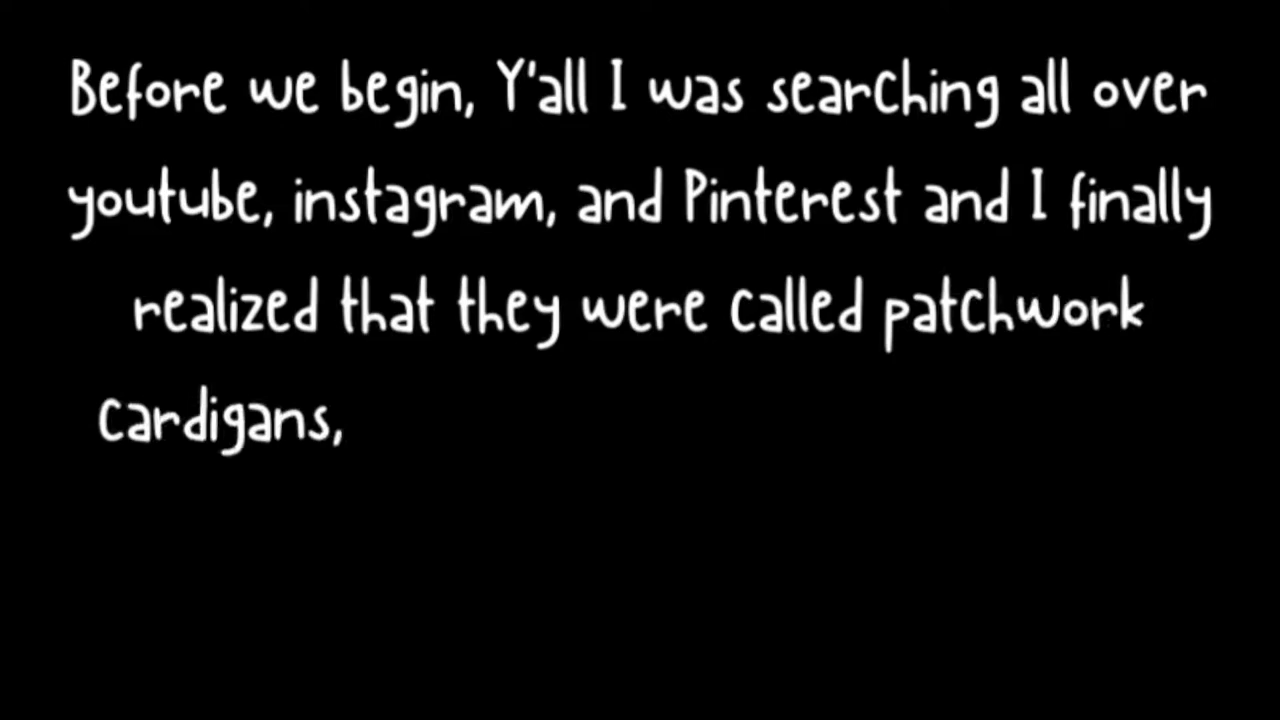 Before we begin, Y'all I was searching all over
youtube, instagram, and Pinterest and I finally
realized that they were called patchwork
cardigans,